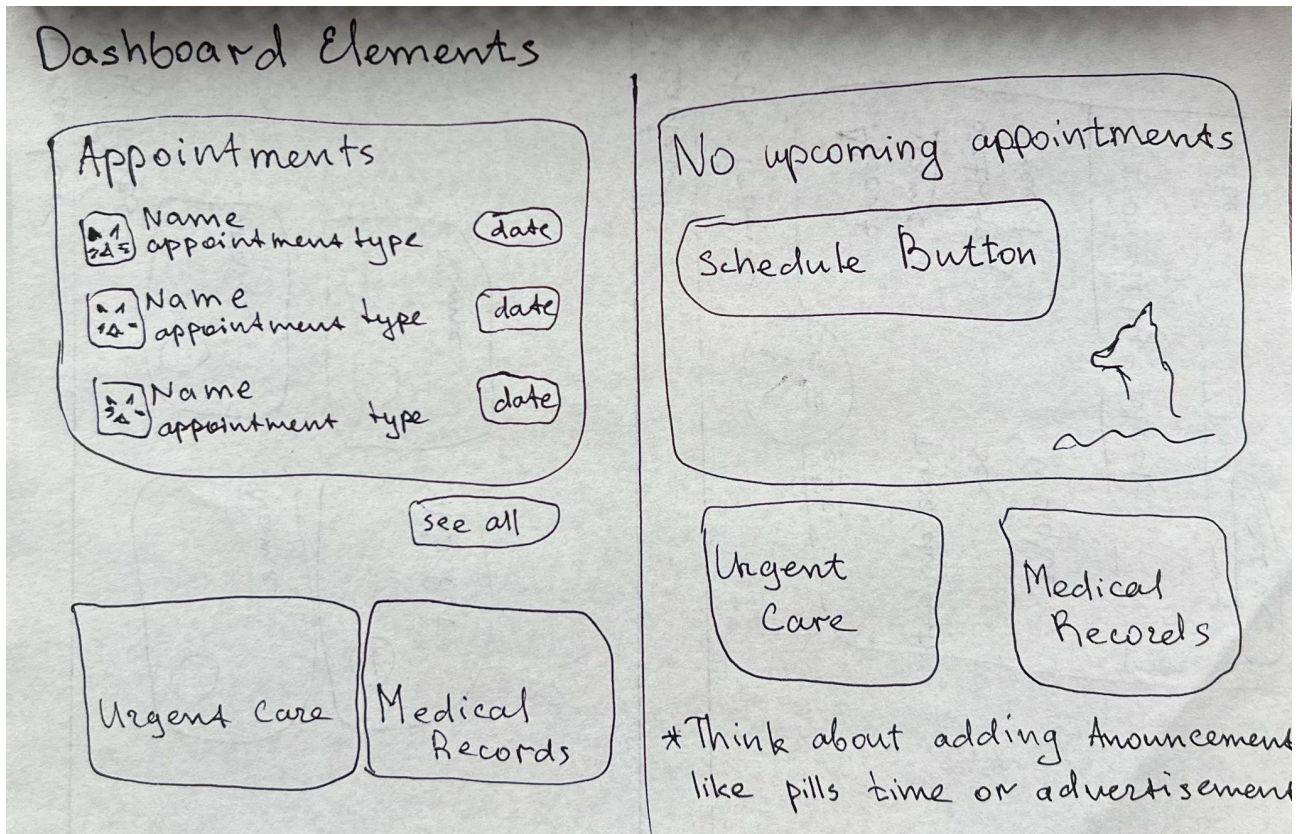 Dashboard Elements
Appointments
Name
appointment type
date
Name
appointment type
date
Name
appointment type
date
see all
Urgent Care
Medical
Records
No upcoming appointments
Schedule Button
Urgent
Care
Medical
Records
*Think about adding Anouncement
like pills time or advertisement